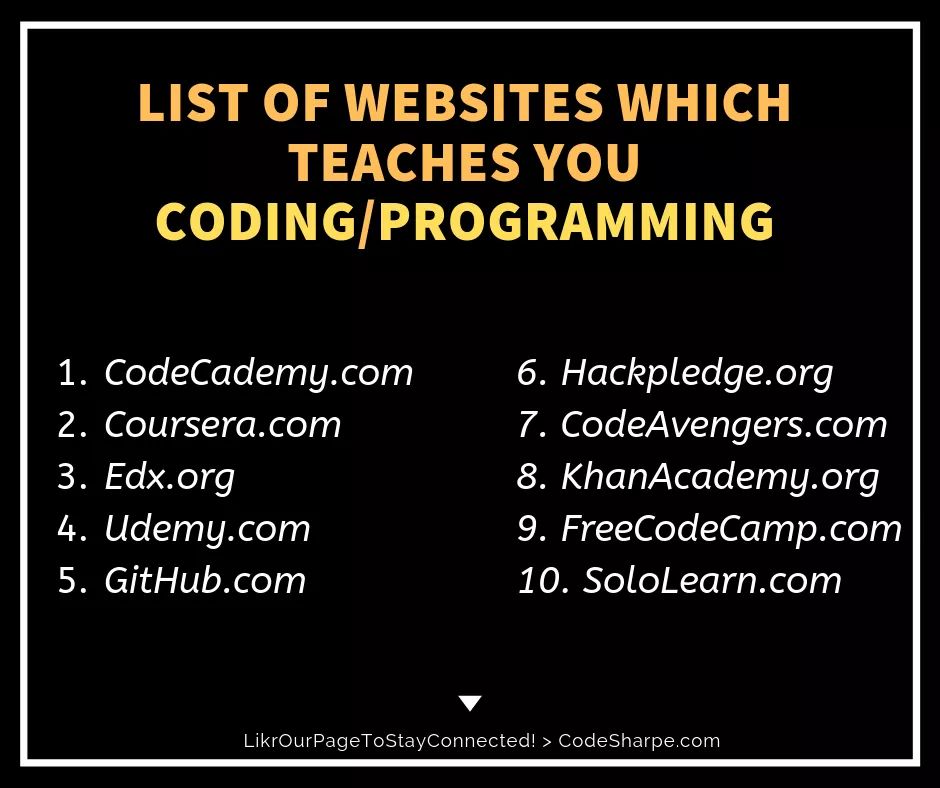 LIST OF WEBSITES WHICH
TEACHES YOU
CODING/PROGRAMMING
1. CodeCademy.com
2. Coursera.com
3. Edx.org
4. Udemy.com
5. GitHub.com
6. Hackpledge.org
7. CodeAvengers.com
8. KhanAcademy.org
9. FreeCodeCamp.com
10. SoloLearn.com
LikrOurPageToStayConnected! > CodeSharpe.com